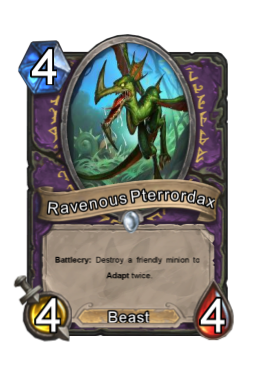 4
Ravenous Pterrordax
Battlecry: Destroy a friendly minion to
Adapt twice.
4
Beast
4